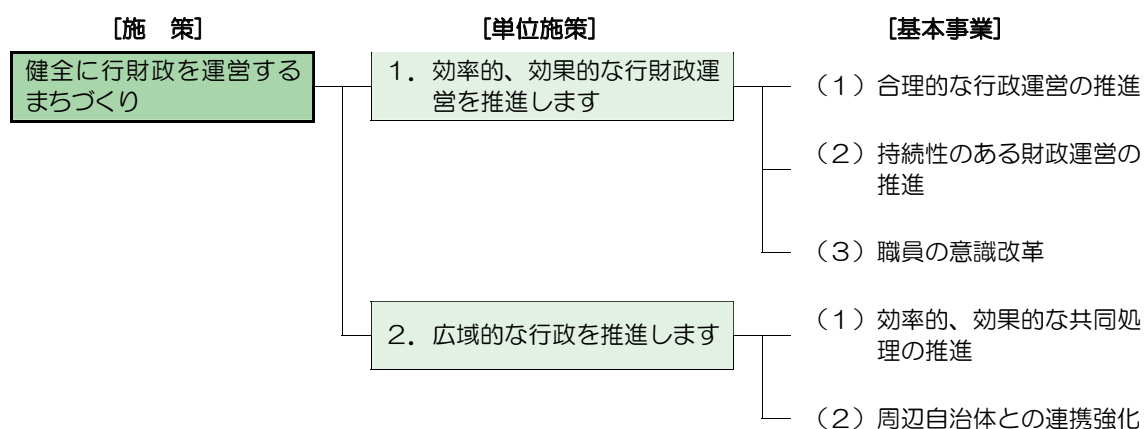 [施　策]
[単位施策]
[基本事業]
健全に行財政を運営する
まちづくり
１．効率的、効果的な行財政運
営を推進します
（１）合理的な行政運営の推進
（２）持続性のある財政運営の
推進
（３）職員の意識改革
２．広域的な行政を推進します
（１）効率的、効果的な共同処
理の推進
（２）周辺自治体との連携強化